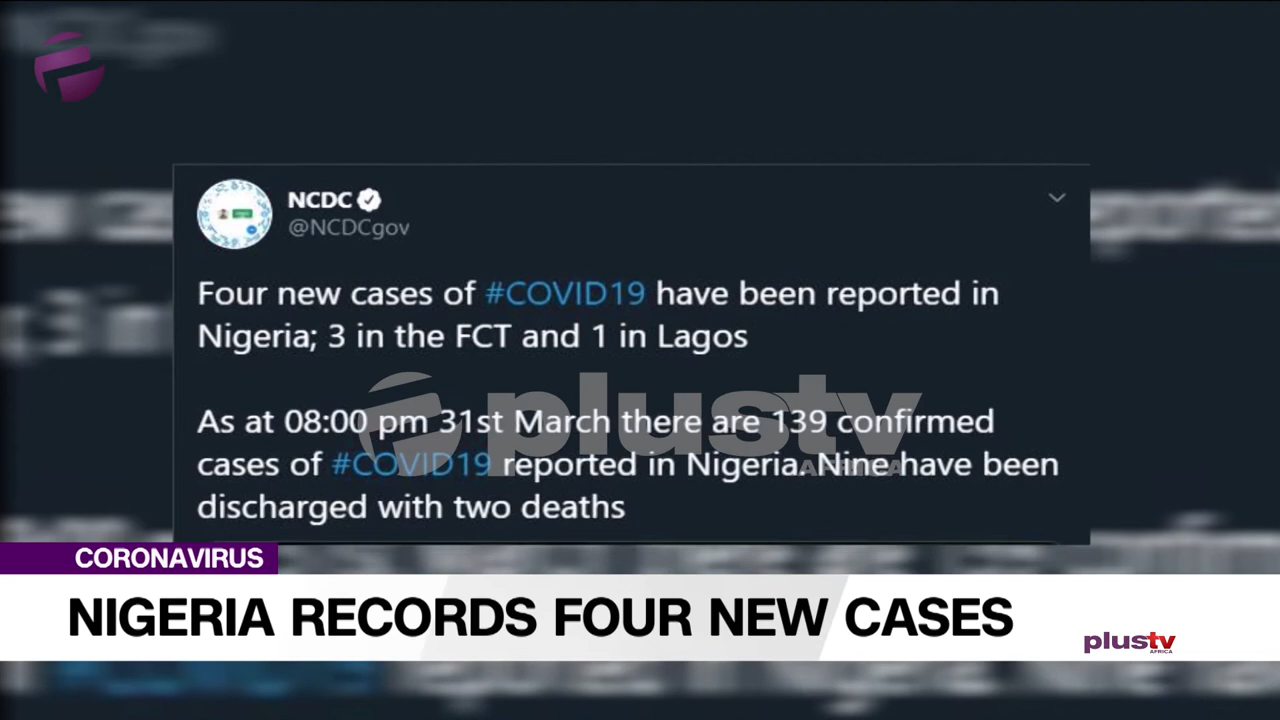 NCDC
@NCDCgov
Four new cases of #COVID19 have been reported in
Nigeria; 3 in the FCT and 1 in Lagos
As at 08:00 pm 31st March there are 139 confirmed
cases of #COVID19 reported in Nigeria. Nine have been
discharged with two deaths
plustv
AFRICA
CORONAVIRUS
NIGERIA RECORDS FOUR NEW CASES
plustv
AFRICA